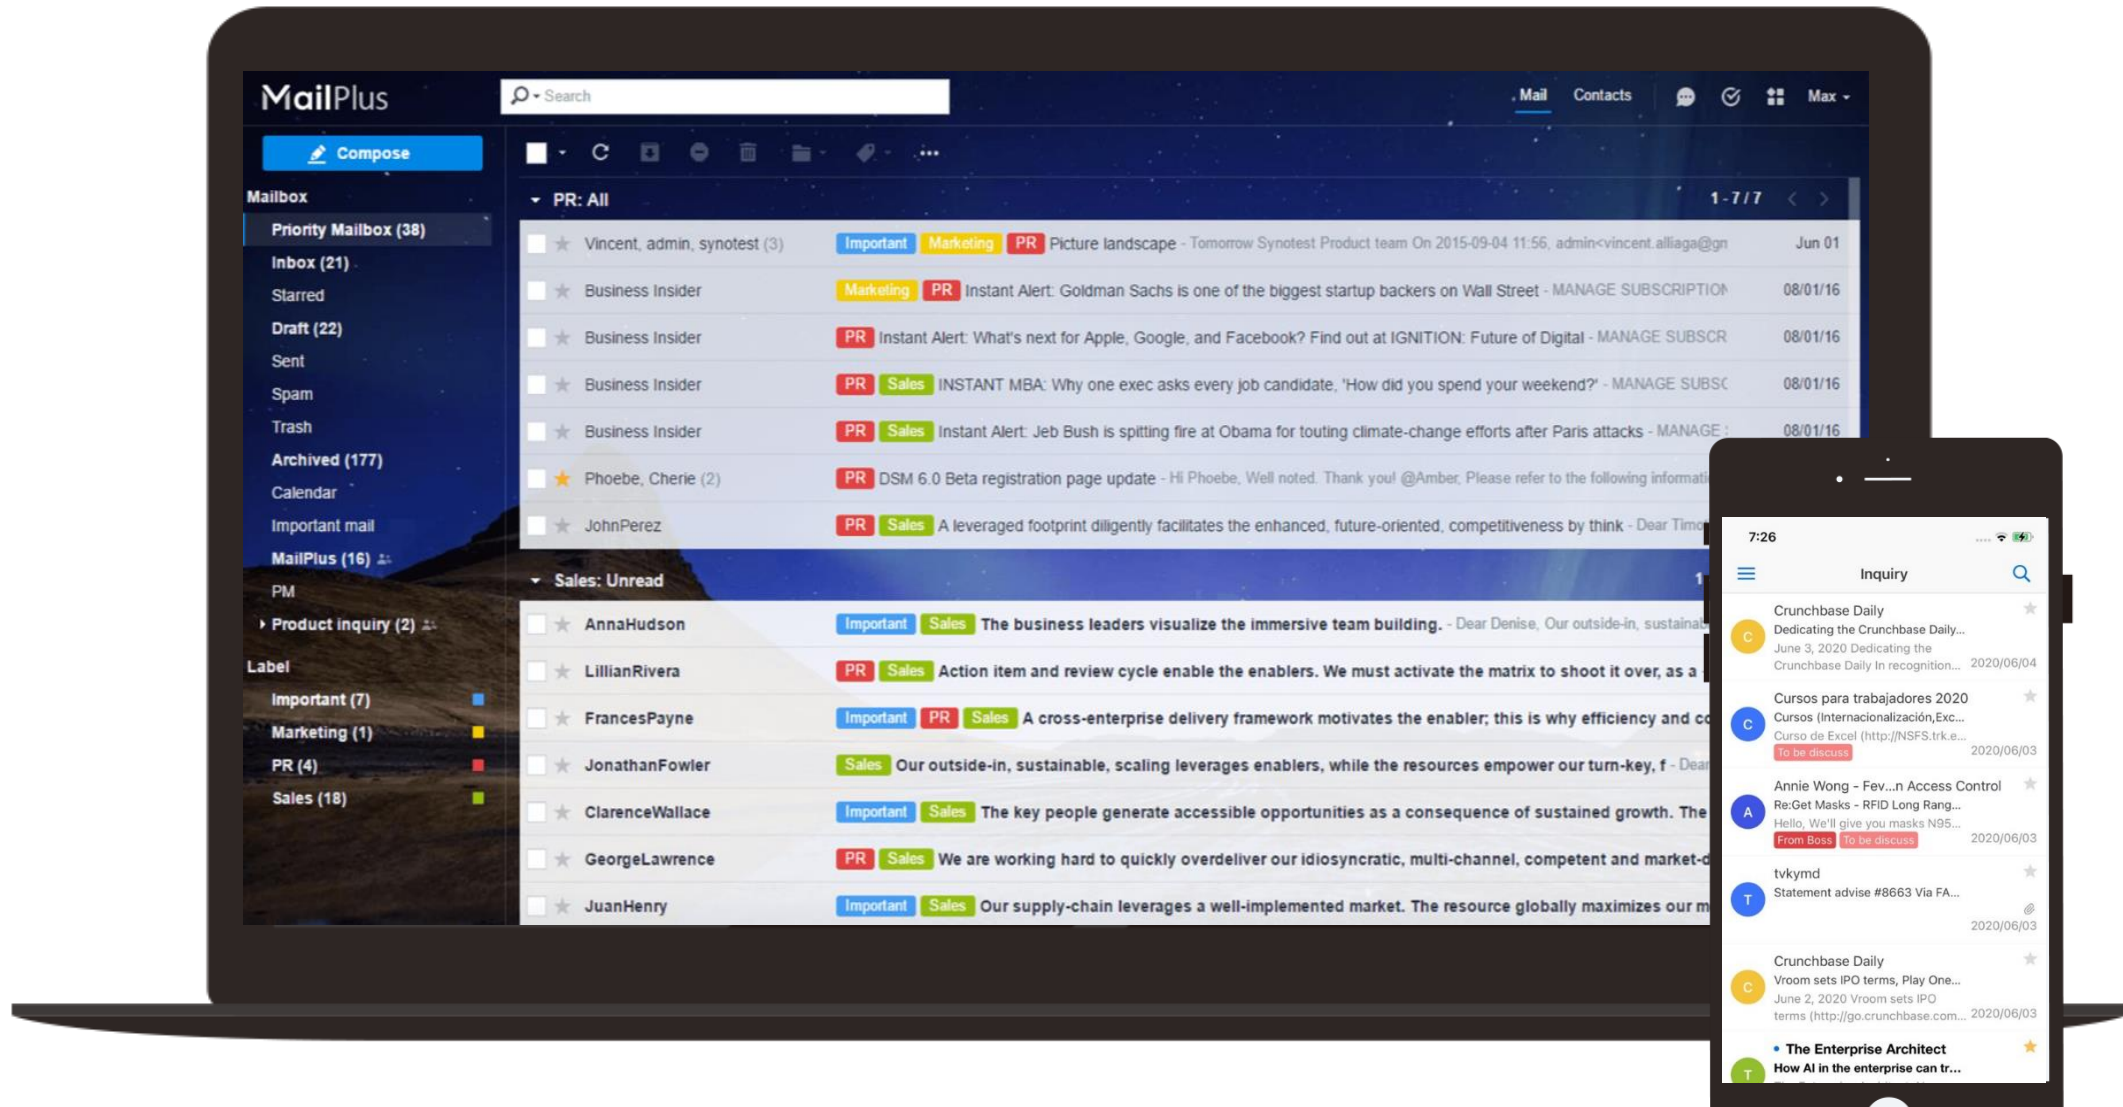 MailPlus
Search
Mail Contacts Max
Compose
Mailbox
Priority Mailbox (38)
Inbox (21)
Starred
Draft (22)
Sent
Spam
Trash
Archived (177)
Calendar
Important mail
MailPlus (16)
PM
Product inquiry (2)
Label
Important (7)
Marketing (1)
PR (4)
Sales (18)
PR: All 1 - 7 / 7
Vincent, admin, synotest (3) Important Marketing PR Picture landscape - Tomorrow Synotest Product team On 2015-09-04 11:56, admin<vincent.alliaga@gn Jun 01
Business Insider Marketing PR Instant Alert: Goldman Sachs is one of the biggest startup backers on Wall Street - MANAGE SUBSCRIPTION 08/01/16
Business Insider PR Instant Alert: What's next for Apple, Google, and Facebook? Find out at IGNITION: Future of Digital - MANAGE SUBSCR 08/01/16
Business Insider PR Sales INSTANT MBA: Why one exec asks every job candidate, 'How did you spend your weekend?' - MANAGE SUBSC 08/01/16
Business Insider PR Sales Instant Alert: Jeb Bush is spitting fire at Obama for touting climate-change efforts after Paris attacks - MANAGE 08/01/16
Phoebe, Cherie (2) PR DSM 6.0 Beta registration page update - Hi Phoebe, Well noted. Thank you! @Amber, Please refer to the following informati
JohnPerez PR Sales A leveraged footprint diligently facilitates the enhanced, future-oriented, competitiveness by think - Dear Timo
Sales: Unread 1
AnnaHudson Important Sales The business leaders visualize the immersive team building. - Dear Denise, Our outside-in, sustainab
LillianRivera PR Sales Action item and review cycle enable the enablers. We must activate the matrix to shoot it over, as a
FrancesPayne Important PR Sales A cross-enterprise delivery framework motivates the enabler; this is why efficiency and co
JonathanFowler Sales Our outside-in, sustainable, scaling leverages enablers, while the resources empower our turn-key, f - Dear
ClarenceWallace Important Sales The key people generate accessible opportunities as a consequence of sustained growth. The
GeorgeLawrence PR Sales We are working hard to quickly overdeliver our idiosyncratic, multi-channel, competent and market-d
JuanHenry Important Sales Our supply-chain leverages a well-implemented market. The resource globally maximizes our m
7:26
Inquiry
C
Crunchbase Daily
Dedicating the Crunchbase Daily...
June 3, 2020 Dedicating the
Crunchbase Daily In recognition... 2020/06/04
C
Cursos para trabajadores 2020
Cursos (Internacionalización,Exc...
Curso de Excel (http://NSFS.trk.e...
To be discuss 2020/06/03
A
Annie Wong - Fev...n Access Control
Re:Get Masks - RFID Long Rang...
Hello, We'll give you masks N95...
From Boss To be discuss 2020/06/03
T
tvkymd
Statement advise #8663 Via FA...
2020/06/03
C
Crunchbase Daily
Vroom sets IPO terms, Play One...
June 2, 2020 Vroom sets IPO
terms (http://go.crunchbase.com... 2020/06/03
T
The Enterprise Architect
How AI in the enterprise can tr...